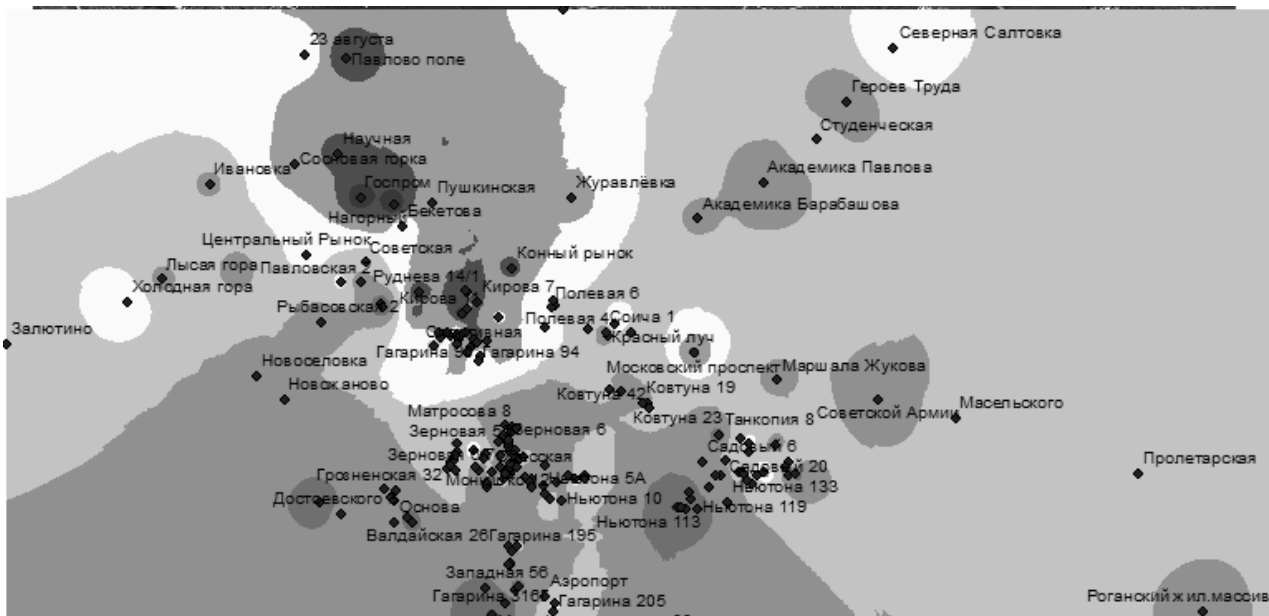 Северная Салтовка
23 августа
Павлово поле
Героев Труда
Студенческая
Научная
Сосновая горка
Ивановка
Госпром
Пушкинская
Журавлёвка
Академика Павлова
Академика Барабашова
Бекетова
Нагорный
Центральный Рынок
Советская
Конный рынок
Лысая гора
Павловская 2
Руднева 14/1
Холодная гора
Кирова 7
Рыбасовская 2
Полевая 6
Залютино
Полевая 4
Соича 1
Красный луч
Гагарина 94
Новоселовка
Московский проспект
Маршала Жукова
Новожаново
Ковтуна 42
Ковтуна 19
Матросова 8
Ковтуна 23
Танкопия 8
Советской Армии
Масельского
Зерновая 6
Садовый 6
Пролетарская
Грозненская 32
Садовый 20
Ньютона 5А
Ньютона 133
Достоевского
Основа
Ньютона 10
Ньютона 119
Ньютона 113
Валдайская 26
Гагарина 195
Западная 56
Аэропорт
Гагарина 316
Гагарина 205
Роганский жил.массив